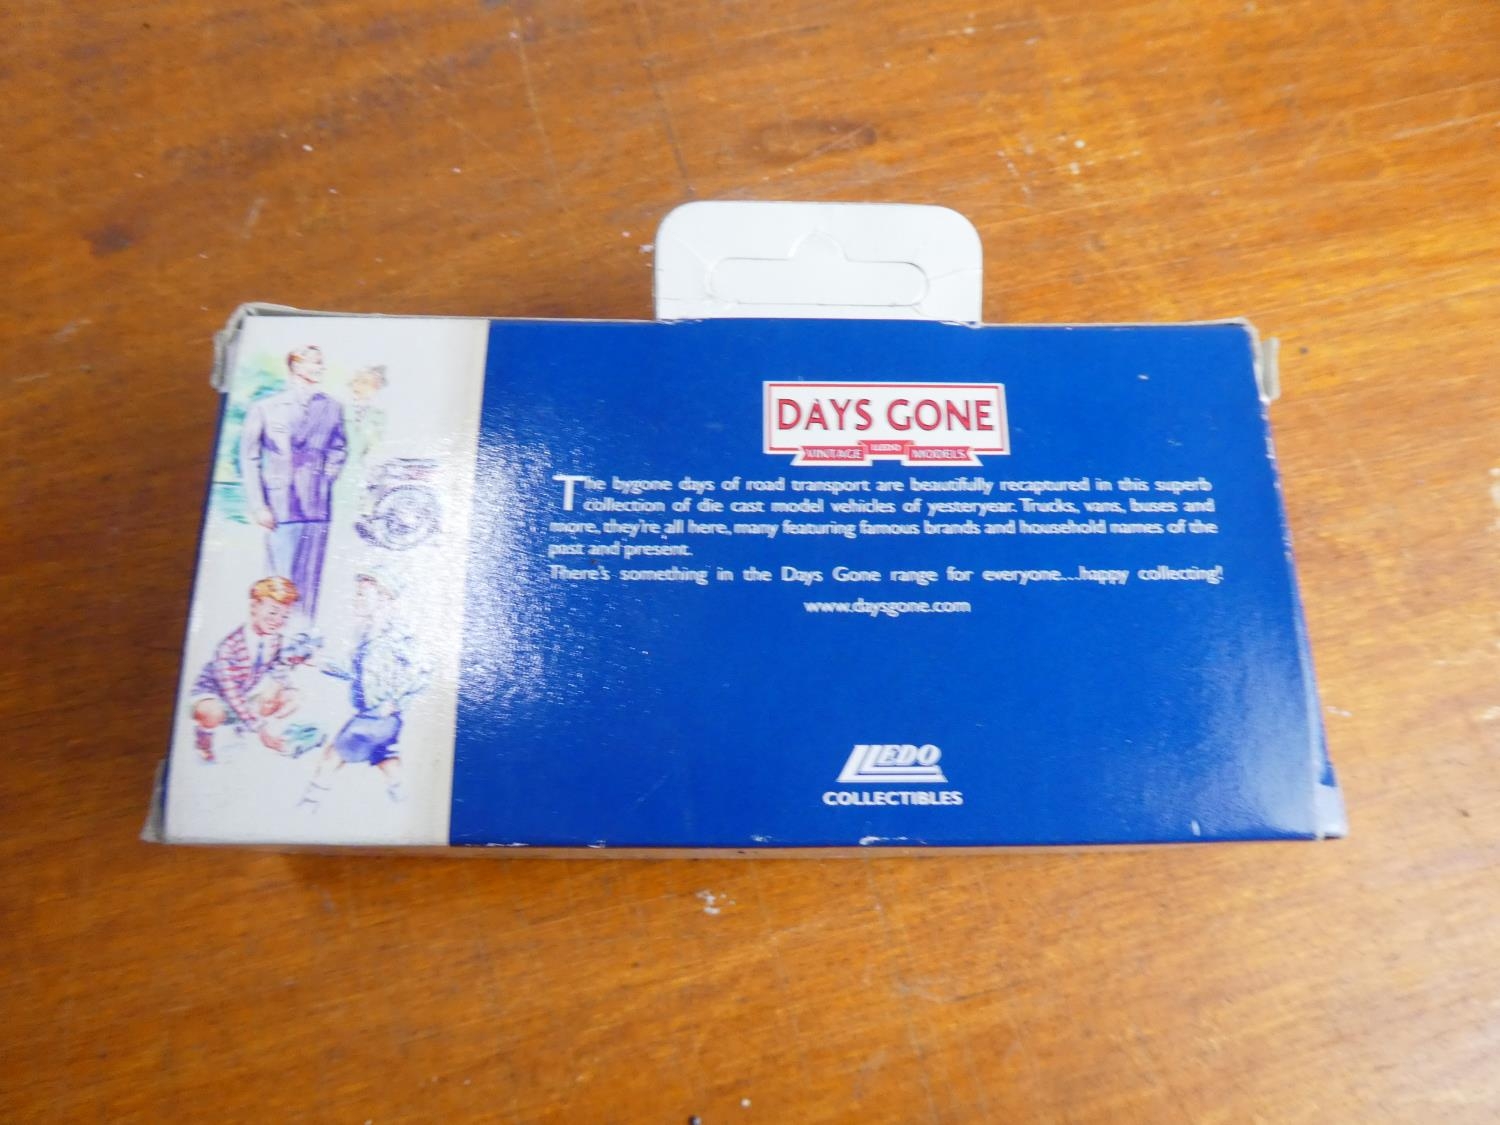 DAYS GONE
VINTAGE LLEDO MODELS
The bygone days of road transport are beautifully recaptured in this superb
collection of die cast model vehicles of yesteryear. Trucks, vans, buses and
more, they're all here, many featuring famous brands and household names of the
past and present.
There's something in the Days Gone range for everyone....happy collecting!
www.daysgone.com
LLEDO
COLLECTIBLES